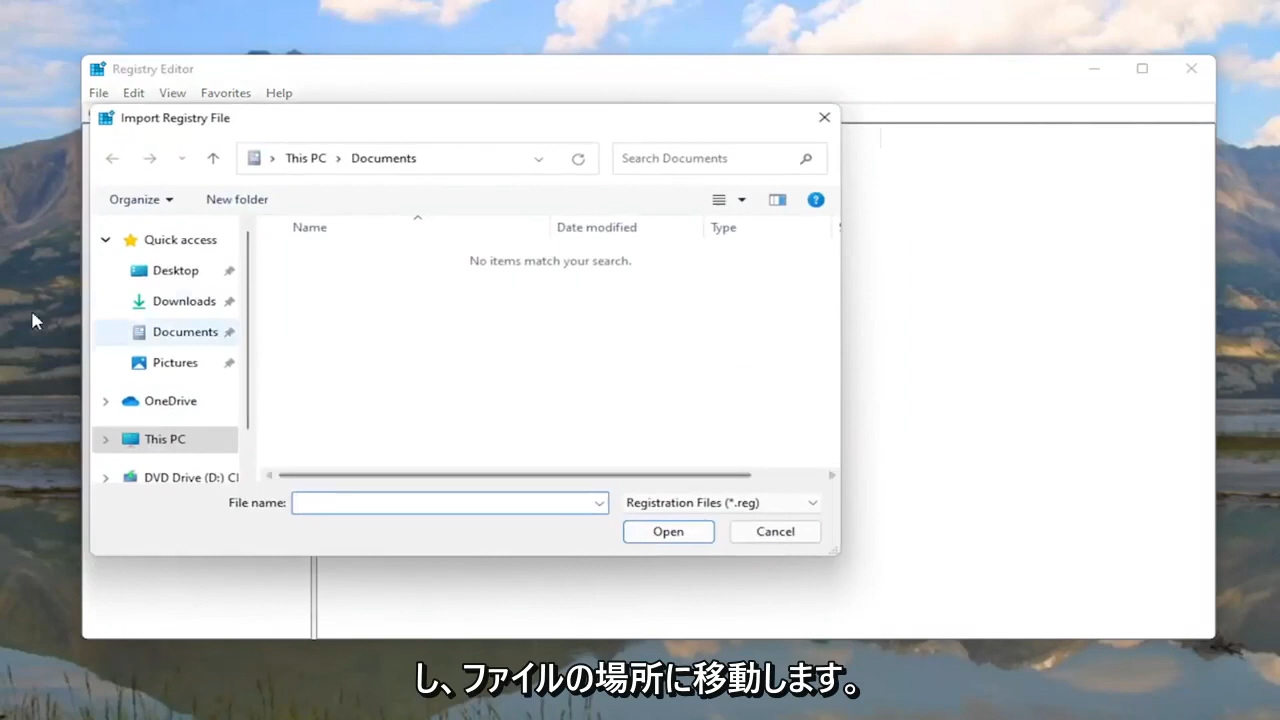 Registry Editor
File Edit View Favorites Help
Import Registry File
This PC > Documents
Search Documents
Organize New folder
Name Date modified Type
Quick access
No items match your search.
Desktop
Downloads
Documents
Pictures
OneDrive
This PC
DVD Drive (D:)
File name: Registration Files (*.reg)
Open Cancel
し、ファイルの場所に移動します。